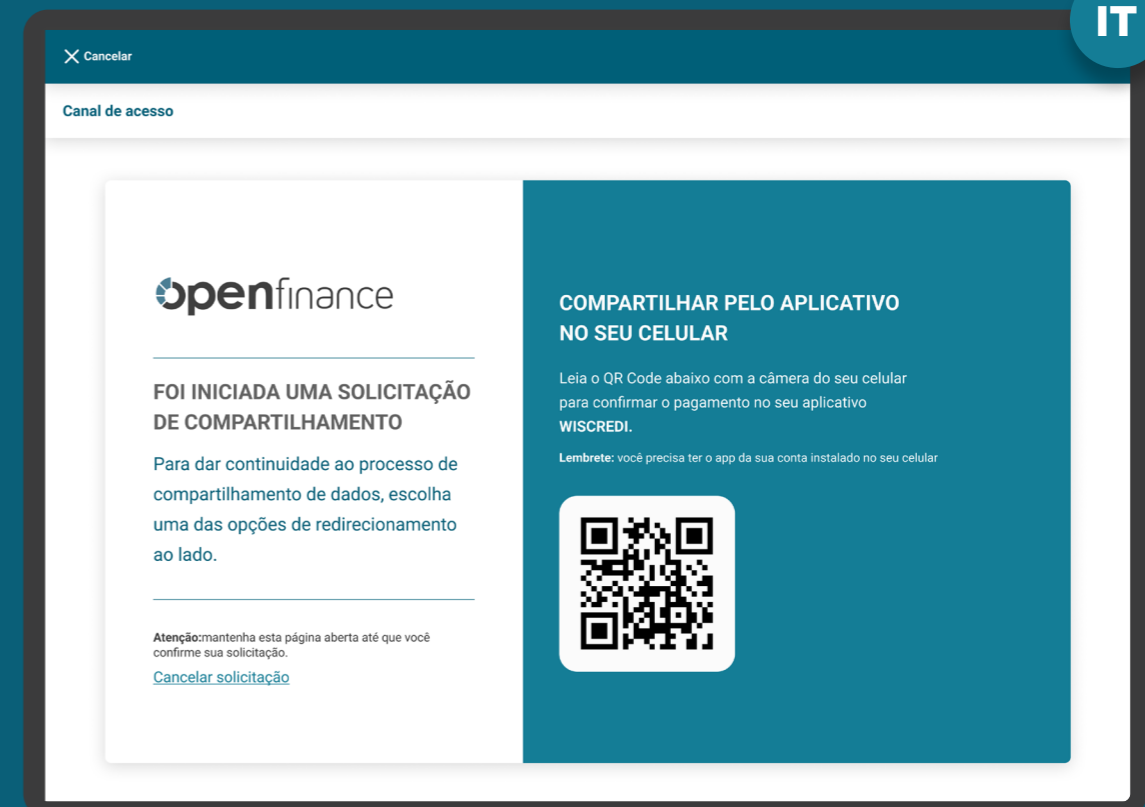 IT
Cancelar
Canal de acesso
openfinance
FOI INICIADA UMA SOLICITAÇÃO
DE COMPARTILHAMENTO
Para dar continuidade ao processo de
compartilhamento de dados, escolha
uma das opções de redirecionamento
ao lado.
Atenção:mantenha esta página aberta até que você
confirme sua solicitação.
Cancelar solicitação
COMPARTILHAR PELO APLICATIVO
NO SEU CELULAR
Leia o QR Code abaixo com a câmera do seu celular
para confirmar o pagamento no seu aplicativo
WISCREDI.
Lembrete: você precisa ter o app da sua conta instalado no seu celular